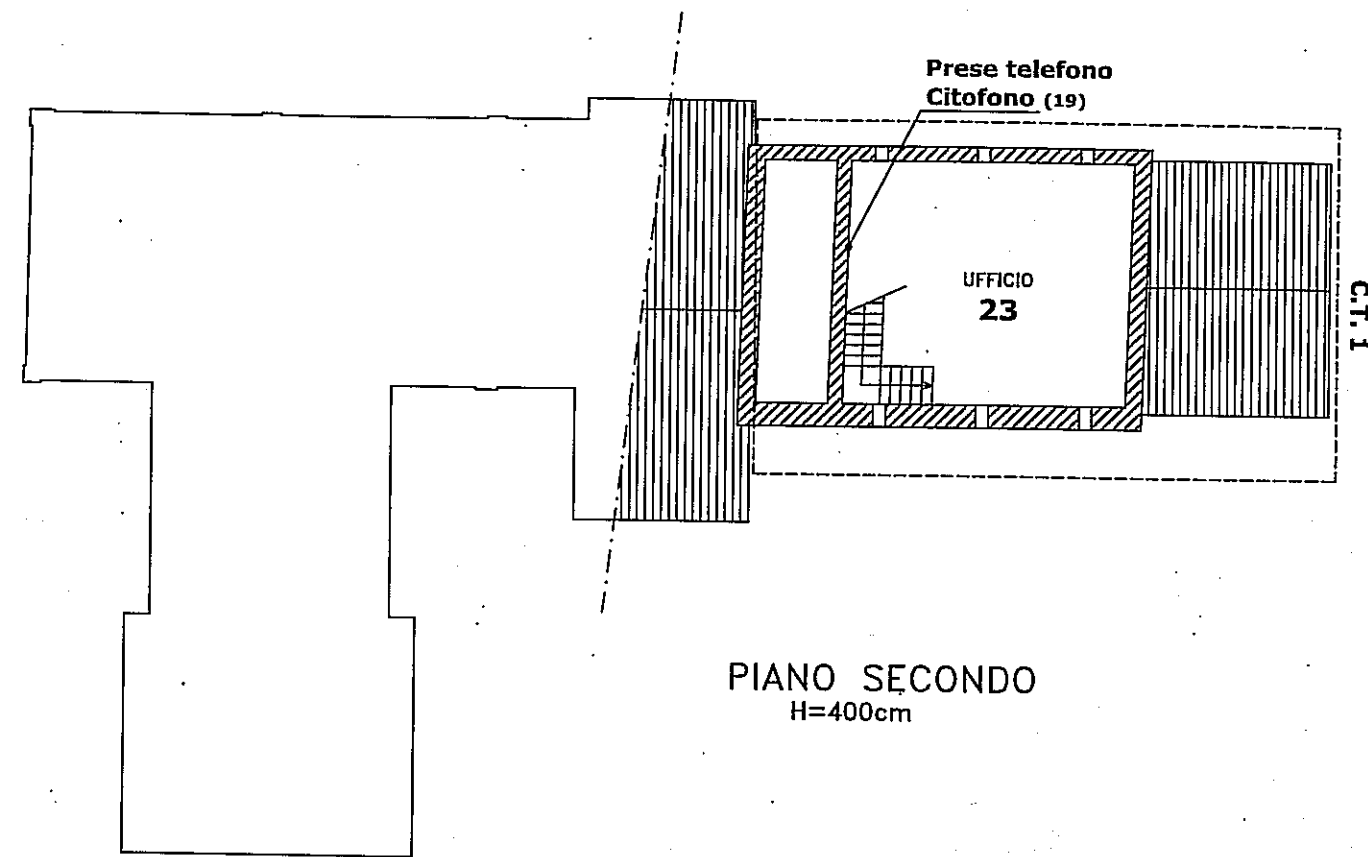 Prese telefono
Citofono (19)
UFFICIO
23
C.T. 1
PIANO SECONDO
H=400cm